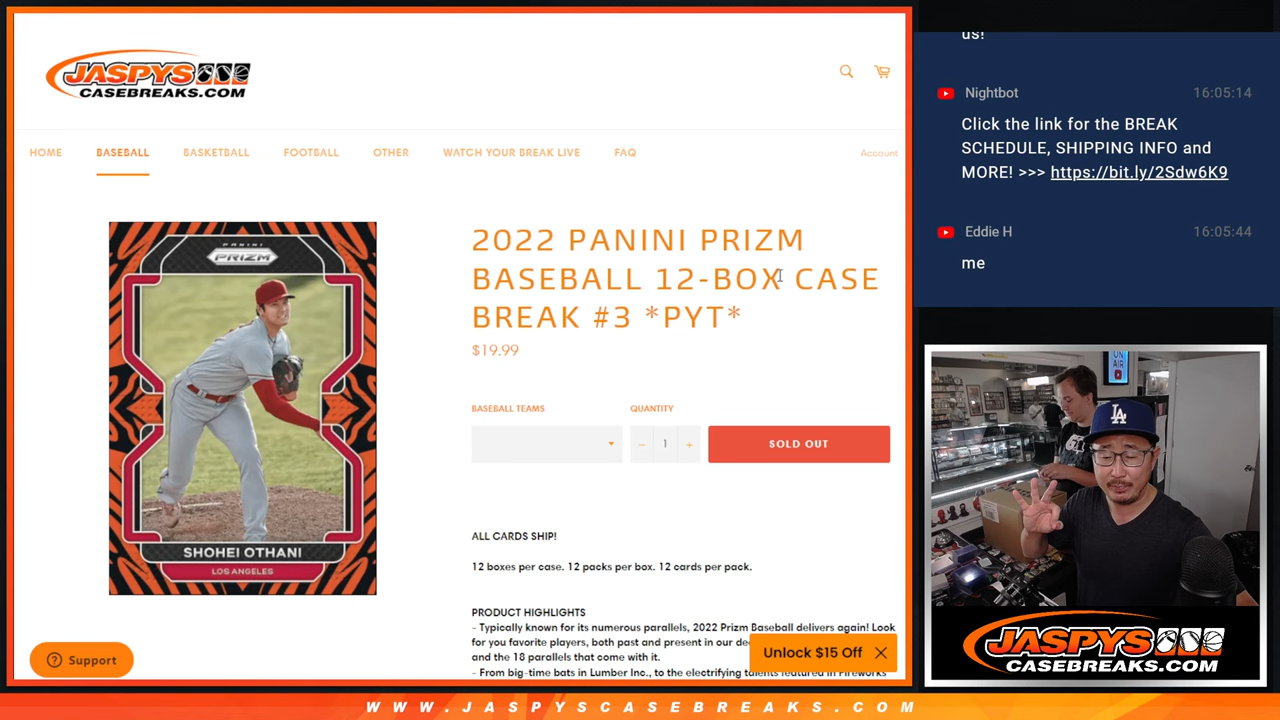 JASPYS
CASEBREAKS.COM
HOME
BASEBALL
BASKETBALL
FOOTBALL
OTHER
WATCH YOUR BREAK LIVE
FAQ
Account
PANINI
PRIZM
SHOHEI OTHANI
LOS ANGELES
2022 PANINI PRIZM
BASEBALL 12-BOX CASE
BREAK #3 *PYT*
$19.99
BASEBALL TEAMS
QUANTITY
− 1 +
SOLD OUT
ALL CARDS SHIP!
12 boxes per case. 12 packs per box. 12 cards per pack.
PRODUCT HIGHLIGHTS
- Typically known for its numerous parallels, 2022 Prizm Baseball delivers again! Look
for you favorite players, both past and present in our de
and the 18 parallels that come with it.
- From big-time bats in Lumber Inc., to the electrifying talents featured in Fireworks
Support
Unlock $15 Off
us!
Nightbot
16:05:14
Click the link for the BREAK
SCHEDULE, SHIPPING INFO and
MORE! >>> https://bit.ly/2Sdw6K9
Eddie H
16:05:44
me
ON
AIR
LA
JASPYS
CASEBREAKS.COM
WWW.JASPYSCASEBREAKS.COM